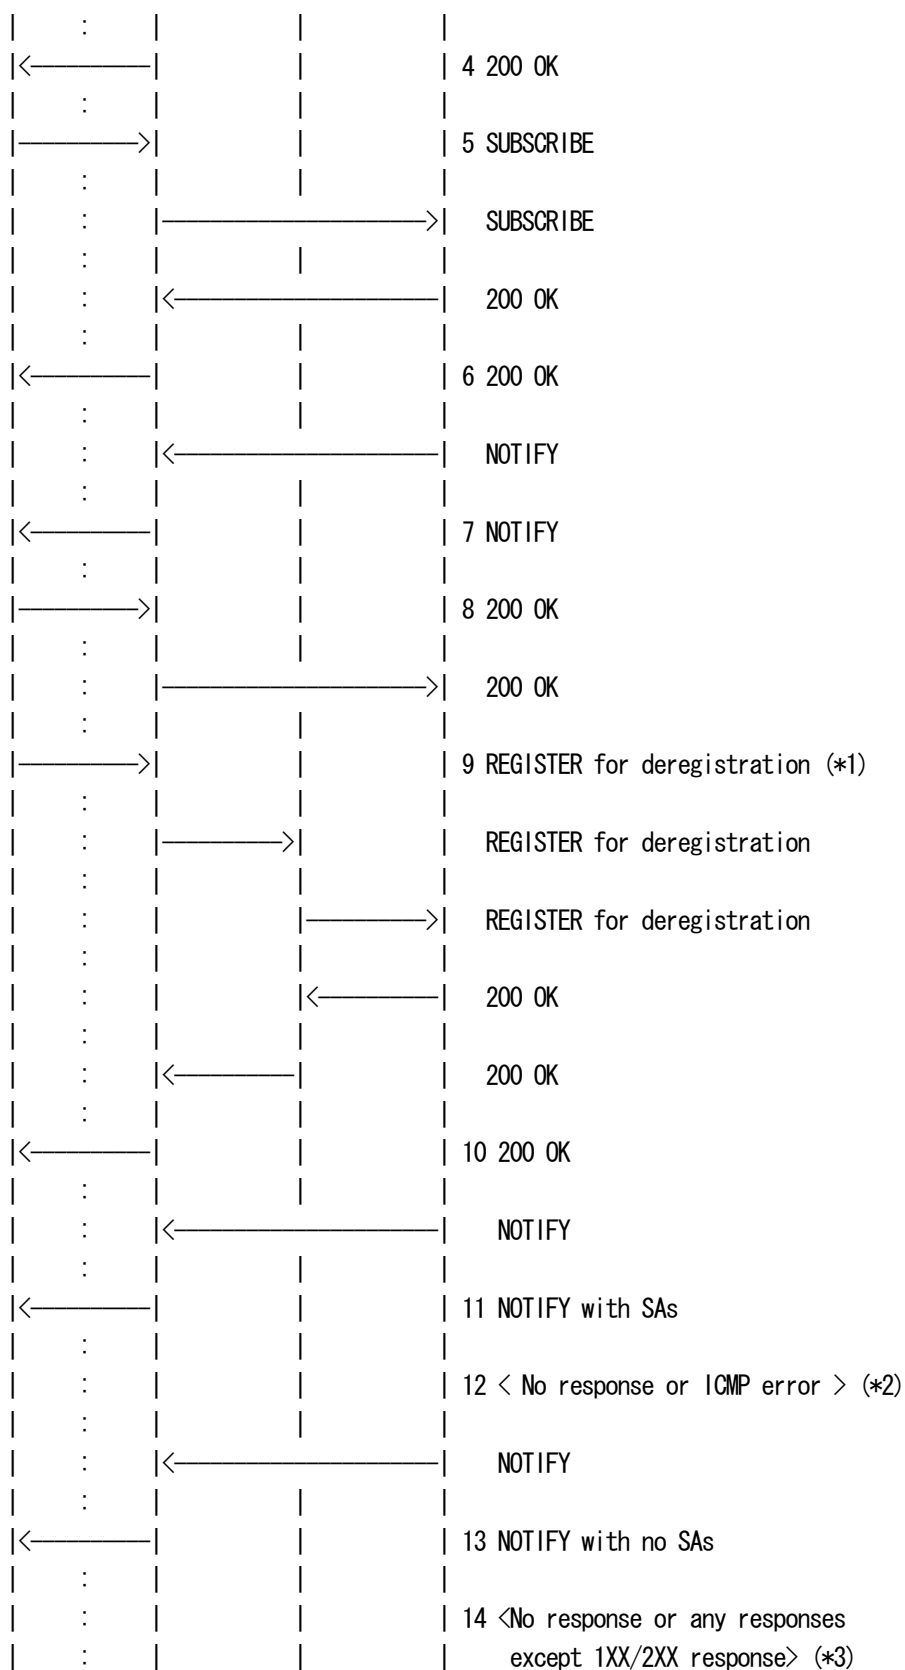 4 200 OK
5 SUBSCRIBE
SUBSCRIBE
200 OK
6 200 OK
NOTIFY
7 NOTIFY
8 200 OK
200 OK
9 REGISTER for deregistration (*1)
REGISTER for deregistration
REGISTER for deregistration
200 OK
200 OK
10 200 OK
NOTIFY
11 NOTIFY with SAs
12 < No response or ICMP error > (*2)
NOTIFY
13 NOTIFY with no SAs
14 <No response or any responses
except 1XX/2XX response> (*3)